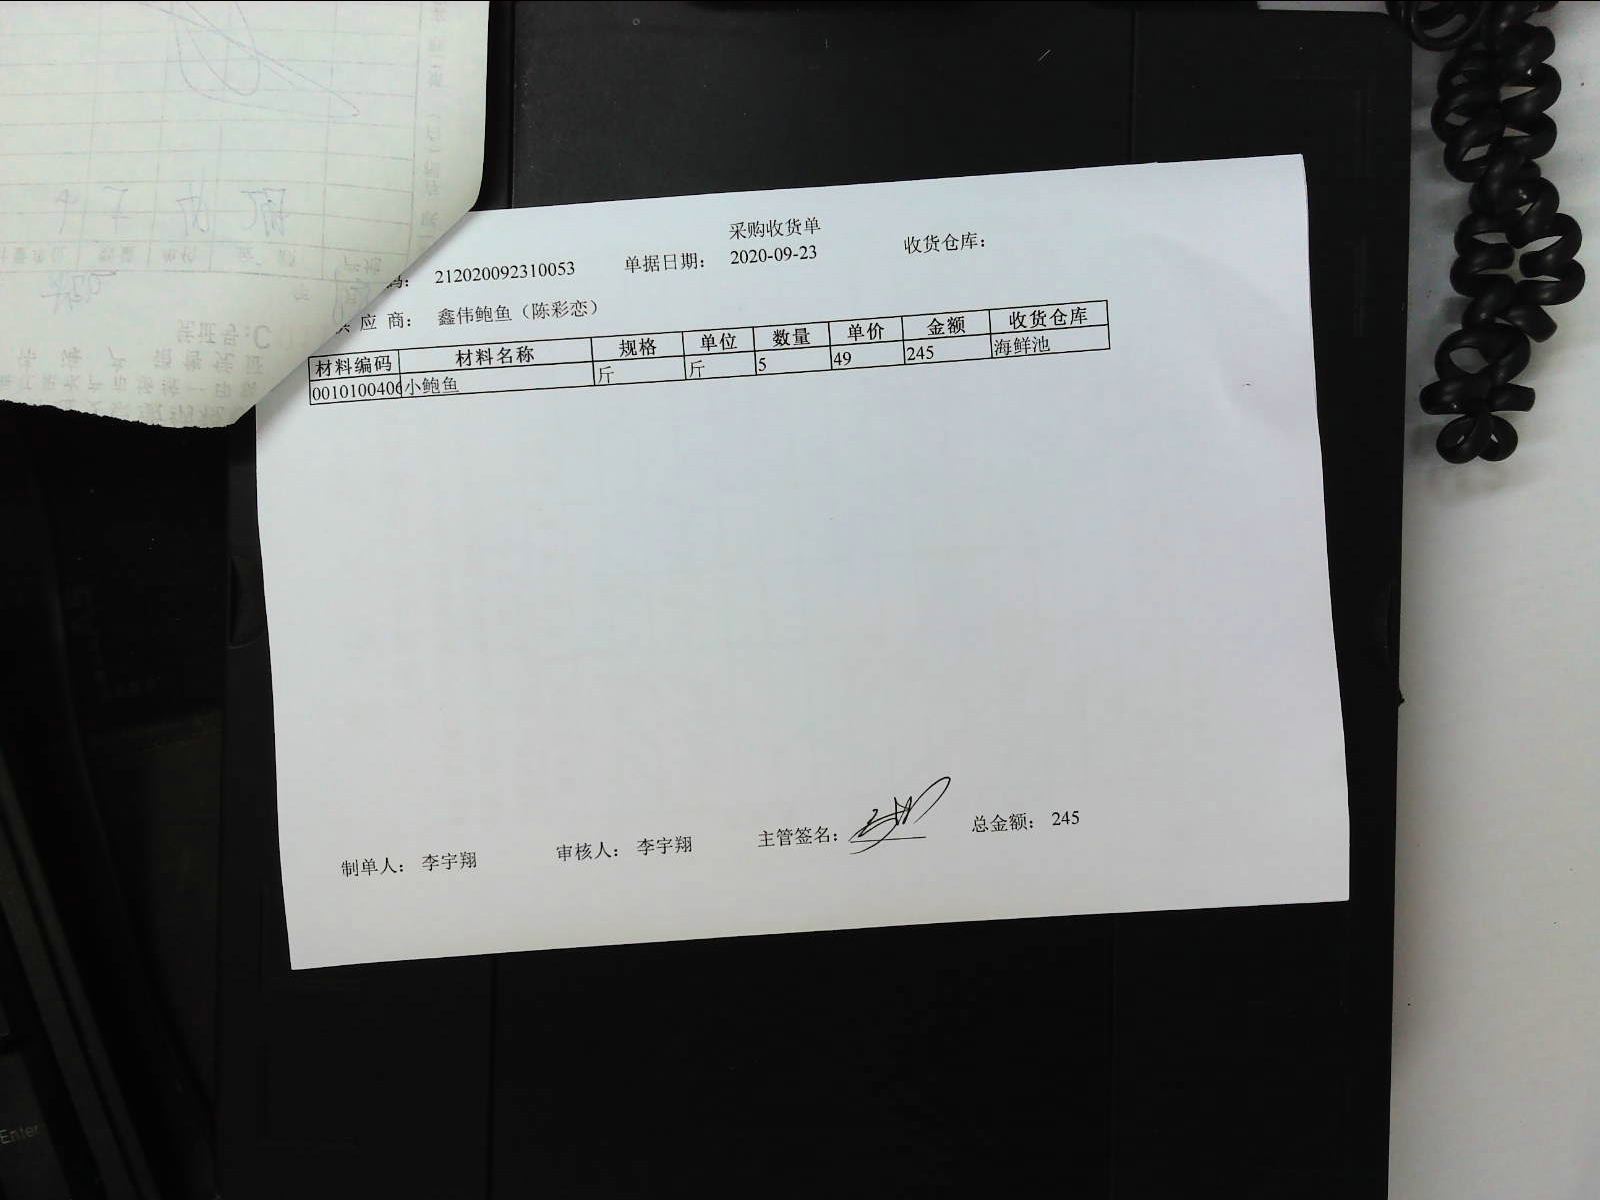 采购收货单
码： 212020092310053 单据日期： 2020-09-23 收货仓库：
应 商： 鑫伟鲍鱼（陈彩恋）
材料编码 材料名称 规格 单位 数量 单价 金额 收货仓库
0010100406 小鲍鱼 斤 斤 5 49 245 海鲜池
制单人： 李宇翔 审核人： 李宇翔 主管签名： 总金额： 245
Enter